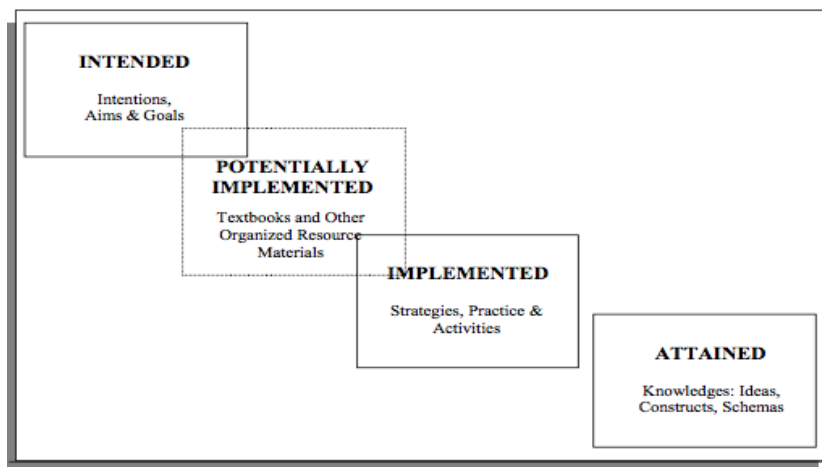 INTENDED
Intentions,
Aims & Goals
POTENTIALLY
IMPLEMENTED
Textbooks and Other
Organized Resource
Materials
IMPLEMENTED
Strategies, Practice &
Activities
ATTAINED
Knowledges: Ideas,
Constructs, Schemas